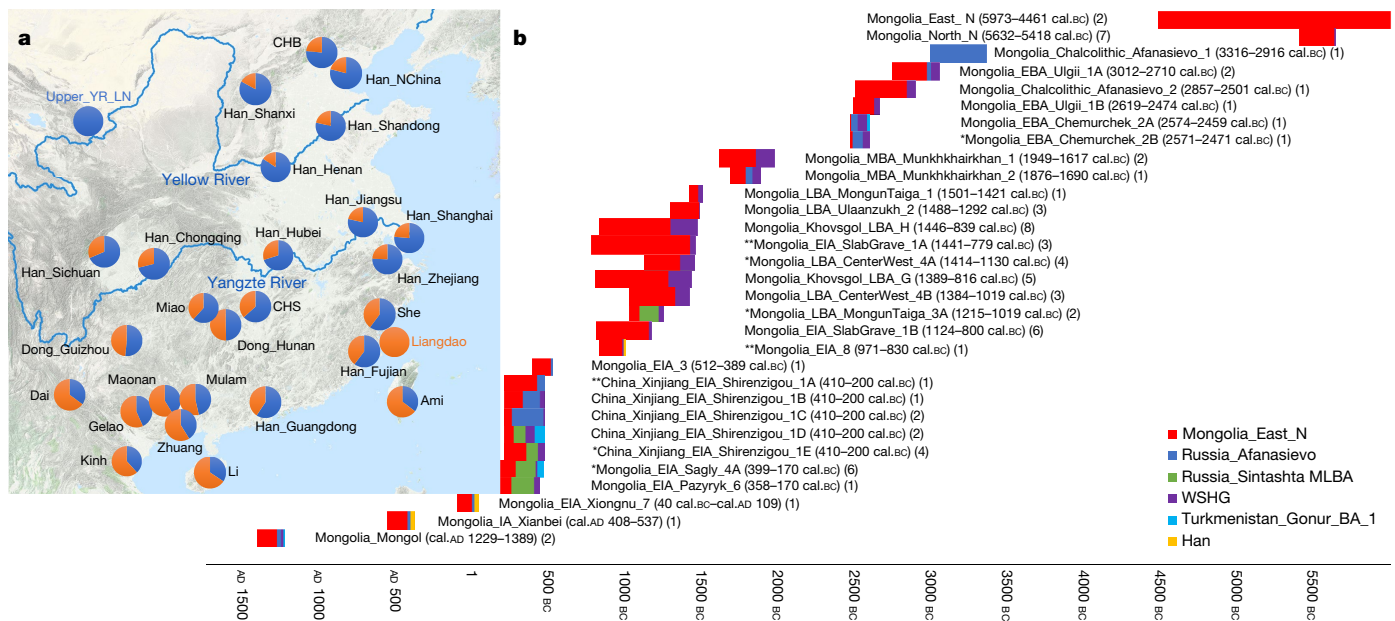 a
CHB
Han_NChina
Upper_YR_LN
Han_Shanxi
Han_Shandong
Han_Henan
Yellow River
Han_Jiangsu
Han_Shanghai
Han_Chongqing
Han_Hubei
Han_Sichuan
Han_Zhejiang
Yangzte River
Miao
CHS
She
Dong_Guizhou
Dong_Hunan
Liangdao
Han_Fujian
Maonan
Mulam
Dai
Ami
Gelao
Han_Guangdong
Zhuang
Kinh
Li
b
Mongolia_East_ N (5973–4461 cal.BC) (2)
Mongolia_North_N (5632–5418 cal.BC) (7)
Mongolia_Chalcolithic_Afanasievo_1 (3316–2916 cal.BC) (1)
Mongolia_EBA_Ulgii_1A (3012–2710 cal.BC) (2)
Mongolia_Chalcolithic_Afanasievo_2 (2857–2501 cal.BC) (1)
Mongolia_EBA_Ulgii_1B (2619–2474 cal.BC) (1)
Mongolia_EBA_Chemurchek_2A (2574–2459 cal.BC) (1)
*Mongolia_EBA_Chemurchek_2B (2571–2471 cal.BC) (1)
Mongolia_MBA_Munkhkhairkhan_1 (1949–1617 cal.BC) (2)
Mongolia_MBA_Munkhkhairkhan_2 (1876–1690 cal.BC) (1)
Mongolia_LBA_MongunTaiga_1 (1501–1421 cal.BC) (1)
Mongolia_LBA_Ulaanzukh_2 (1488–1292 cal.BC) (3)
Mongolia_Khovsgol_LBA_H (1446–839 cal.BC) (8)
**Mongolia_EIA_SlabGrave_1A (1441–779 cal.BC) (3)
*Mongolia_LBA_CenterWest_4A (1414–1130 cal.BC) (4)
Mongolia_Khovsgol_LBA_G (1389–816 cal.BC) (5)
Mongolia_LBA_CenterWest_4B (1384–1019 cal.BC) (3)
*Mongolia_LBA_MongunTaiga_3A (1215–1019 cal.BC) (2)
Mongolia_EIA_SlabGrave_1B (1124–800 cal.BC) (6)
**Mongolia_EIA_8 (971–830 cal.BC) (1)
Mongolia_EIA_3 (512–389 cal.BC) (1)
**China_Xinjiang_EIA_Shirenzigou_1A (410–200 cal.BC) (1)
China_Xinjiang_EIA_Shirenzigou_1B (410–200 cal.BC) (1)
China_Xinjiang_EIA_Shirenzigou_1C (410–200 cal.BC) (2)
China_Xinjiang_EIA_Shirenzigou_1D (410–200 cal.BC) (2)
*China_Xinjiang_EIA_Shirenzigou_1E (410–200 cal.BC) (4)
*Mongolia_EIA_Sagly_4A (399–170 cal.BC) (6)
Mongolia_EIA_Pazyryk_6 (358–170 cal.BC) (1)
Mongolia_EIA_Xiongnu_7 (40 cal.BC–cal.AD 109) (1)
Mongolia_IA_Xianbei (cal.AD 408–537) (1)
Mongolia_Mongol (cal.AD 1229–1389) (2)
Mongolia_East_N
Russia_Afanasievo
Russia_Sintashta MLBA
WSHG
Turkmenistan_Gonur_BA_1
Han
AD 1500
AD 1000
AD 500
1
500 BC
1000 BC
1500 BC
2000 BC
2500 BC
3000 BC
3500 BC
4000 BC
4500 BC
5000 BC
5500 BC